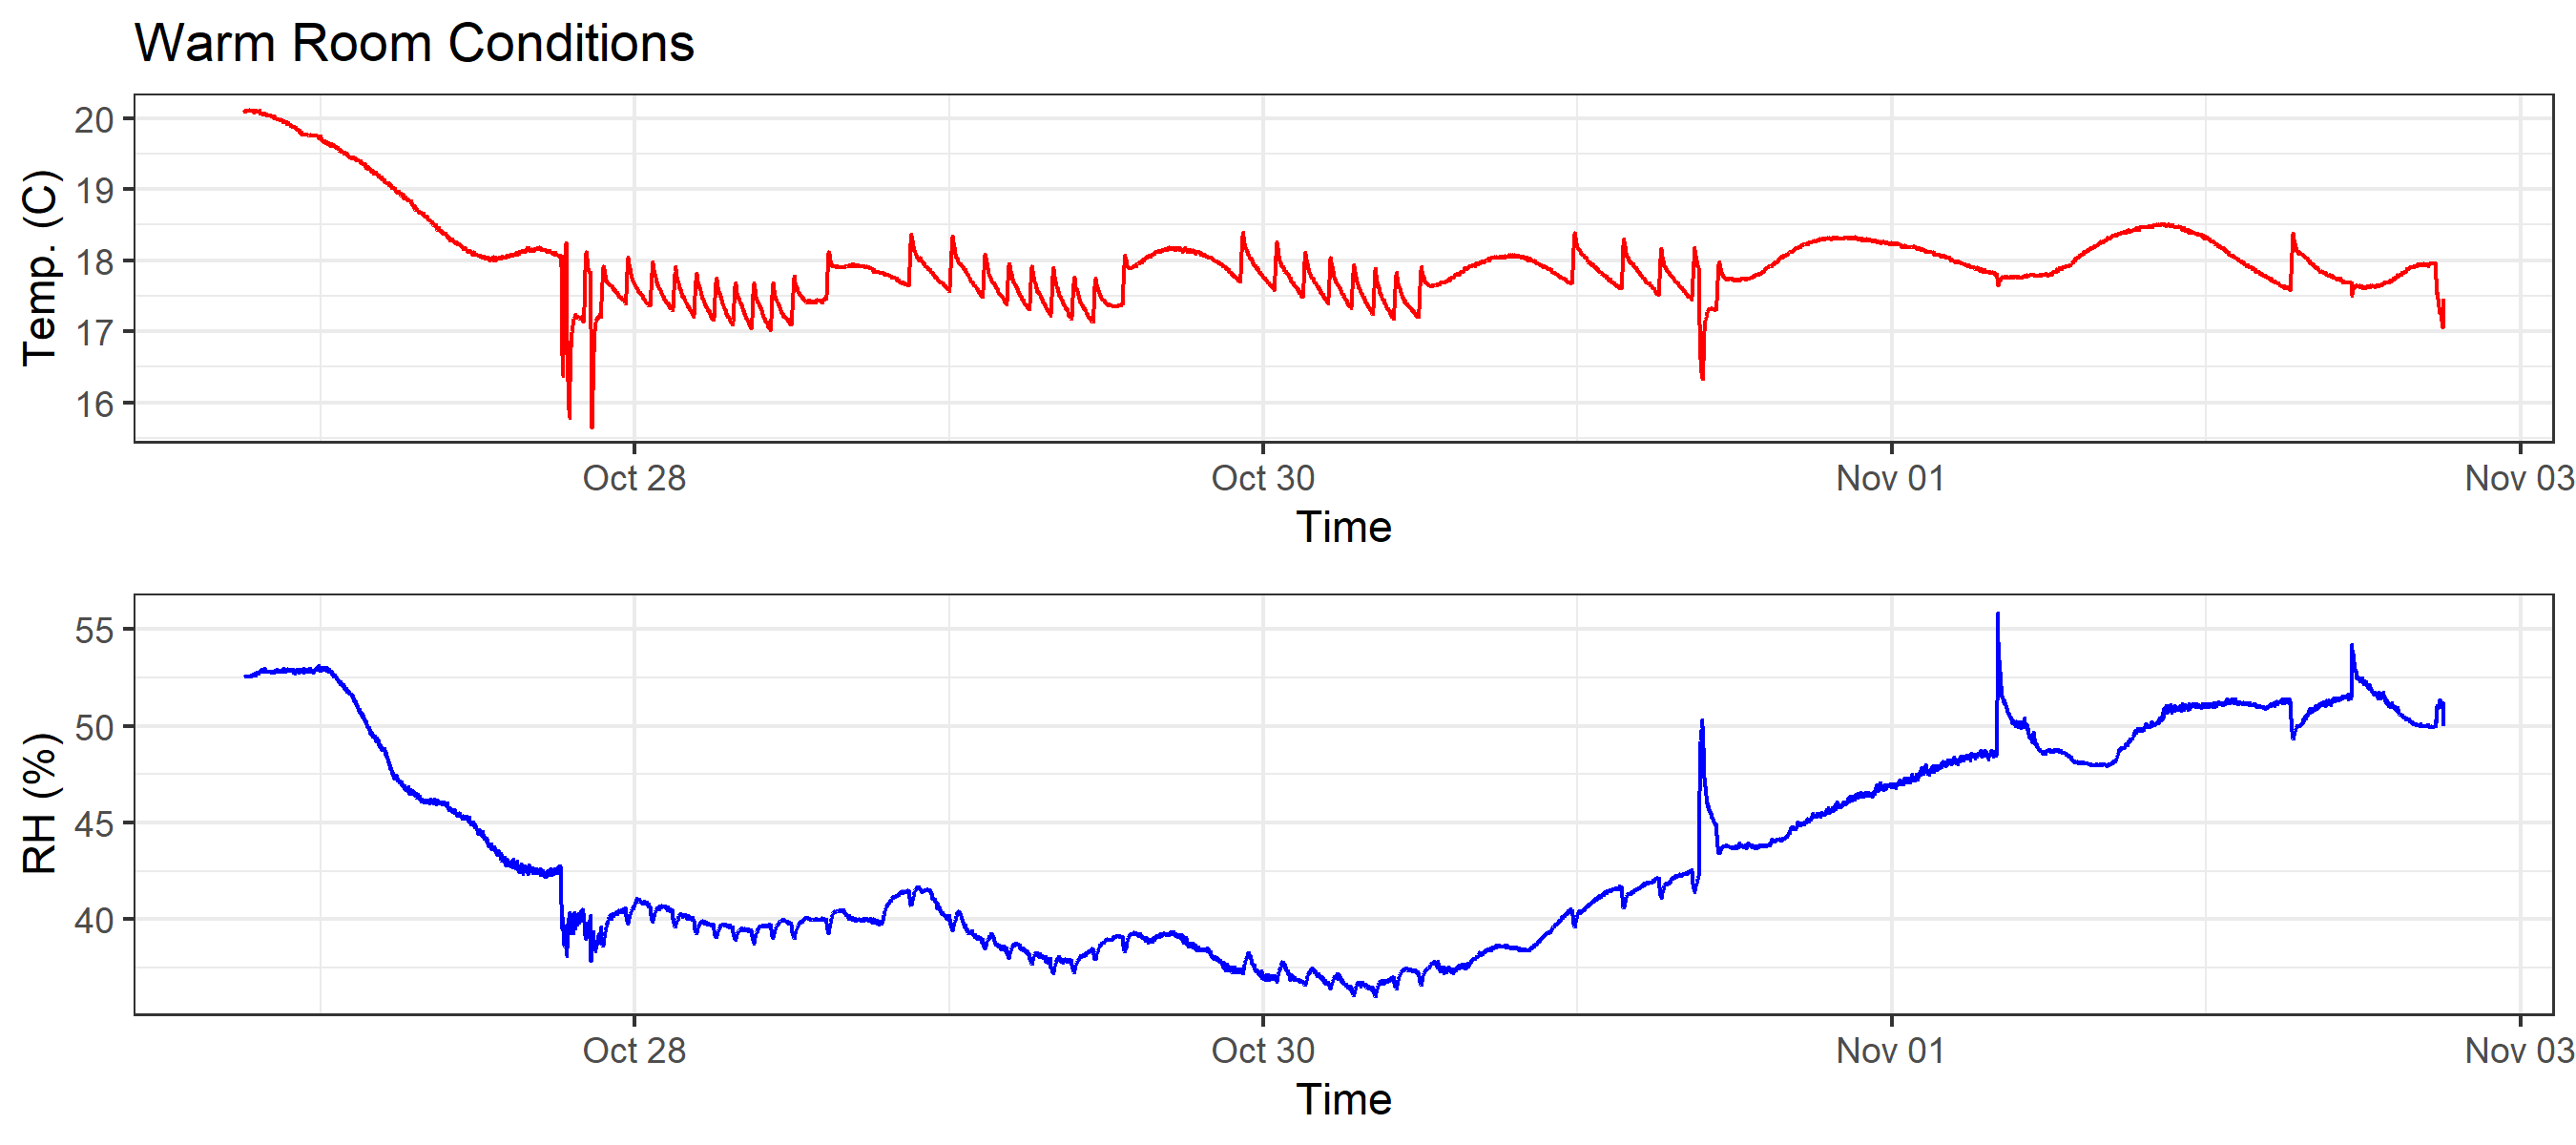 Warm Room Conditions
20
19
18
17
16
Temp. (C)
Oct 28 Oct 30 Nov 01 Nov 03
Time
55
50
45
40
RH (%)
Oct 28 Oct 30 Nov 01 Nov 03
Time